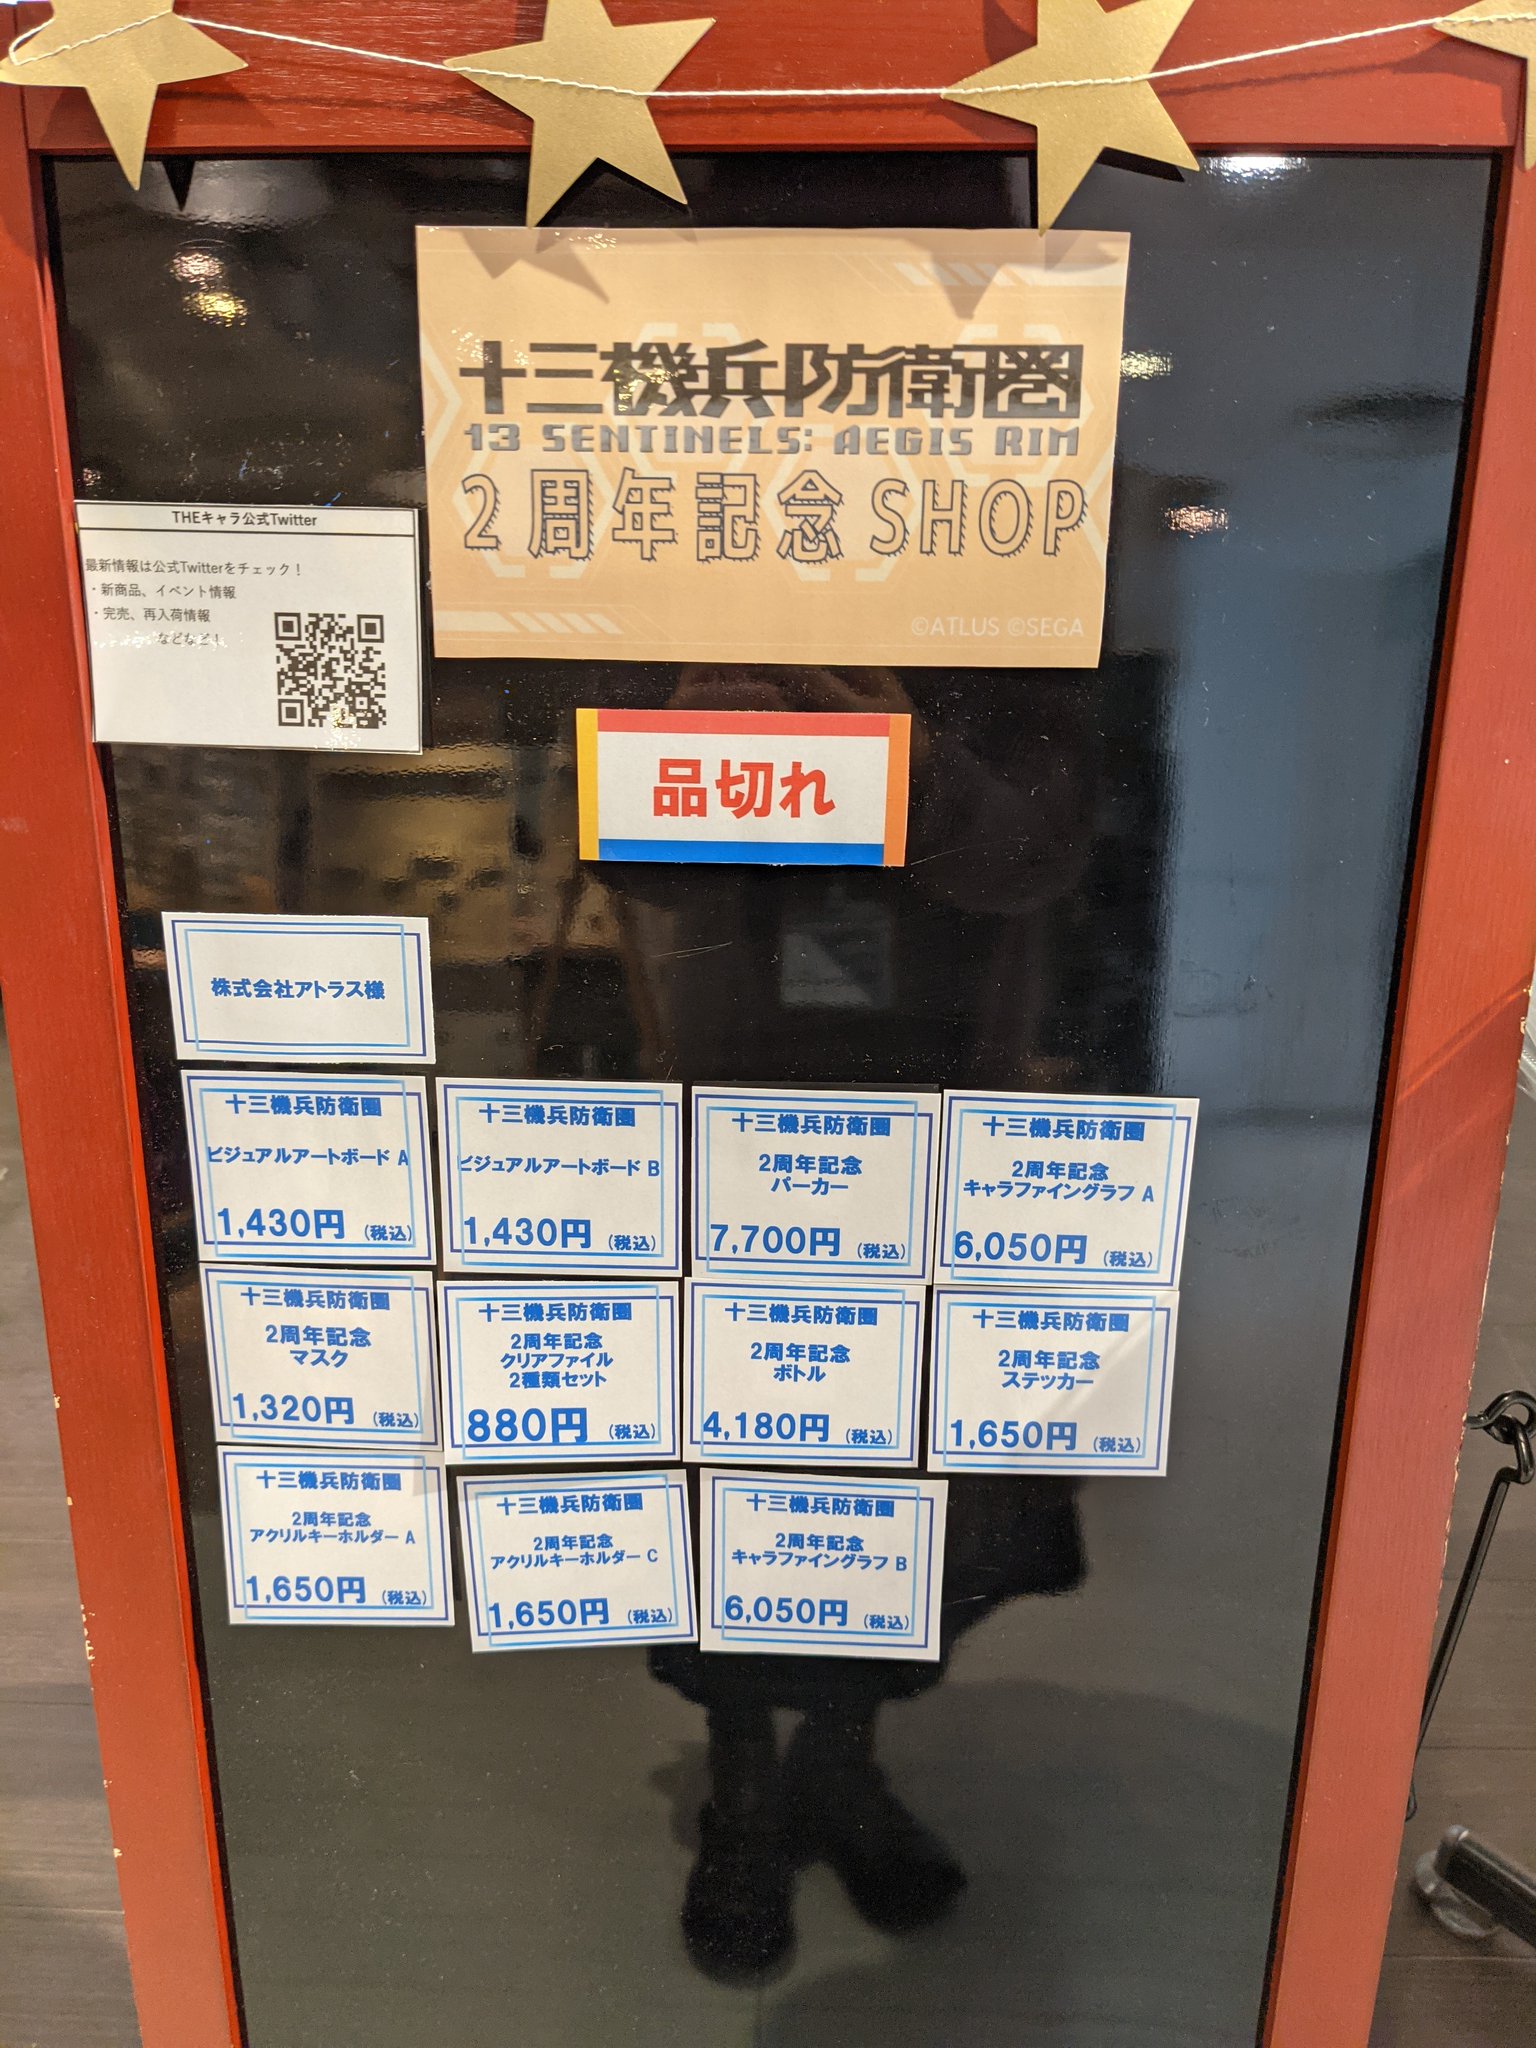 十三機兵防衛圏
13 SENTINELS: AEGIS RIM
2周年記念SHOP
©ATLUS ©SEGA
THEキャラ公式Twitter
最新情報は公式Twitterをチェック！
・新商品、イベント情報
・完売、再入荷情報
などなど！
品切れ
株式会社アトラス様
十三機兵防衛圏
ビジュアルアートボード A
1,430円 (税込)
十三機兵防衛圏
ビジュアルアートボード B
1,430円 (税込)
十三機兵防衛圏
2周年記念
パーカー
7,700円 (税込)
十三機兵防衛圏
2周年記念
キャラファイングラフ A
6,050円 (税込)
十三機兵防衛圏
2周年記念
マスク
1,320円 (税込)
十三機兵防衛圏
2周年記念
クリアファイル
2種類セット
880円 (税込)
十三機兵防衛圏
2周年記念
ボトル
4,180円 (税込)
十三機兵防衛圏
2周年記念
ステッカー
1,650円 (税込)
十三機兵防衛圏
2周年記念
アクリルキーホルダー A
1,650円 (税込)
十三機兵防衛圏
2周年記念
アクリルキーホルダー C
1,650円 (税込)
十三機兵防衛圏
2周年記念
キャラファイングラフ B
6,050円 (税込)